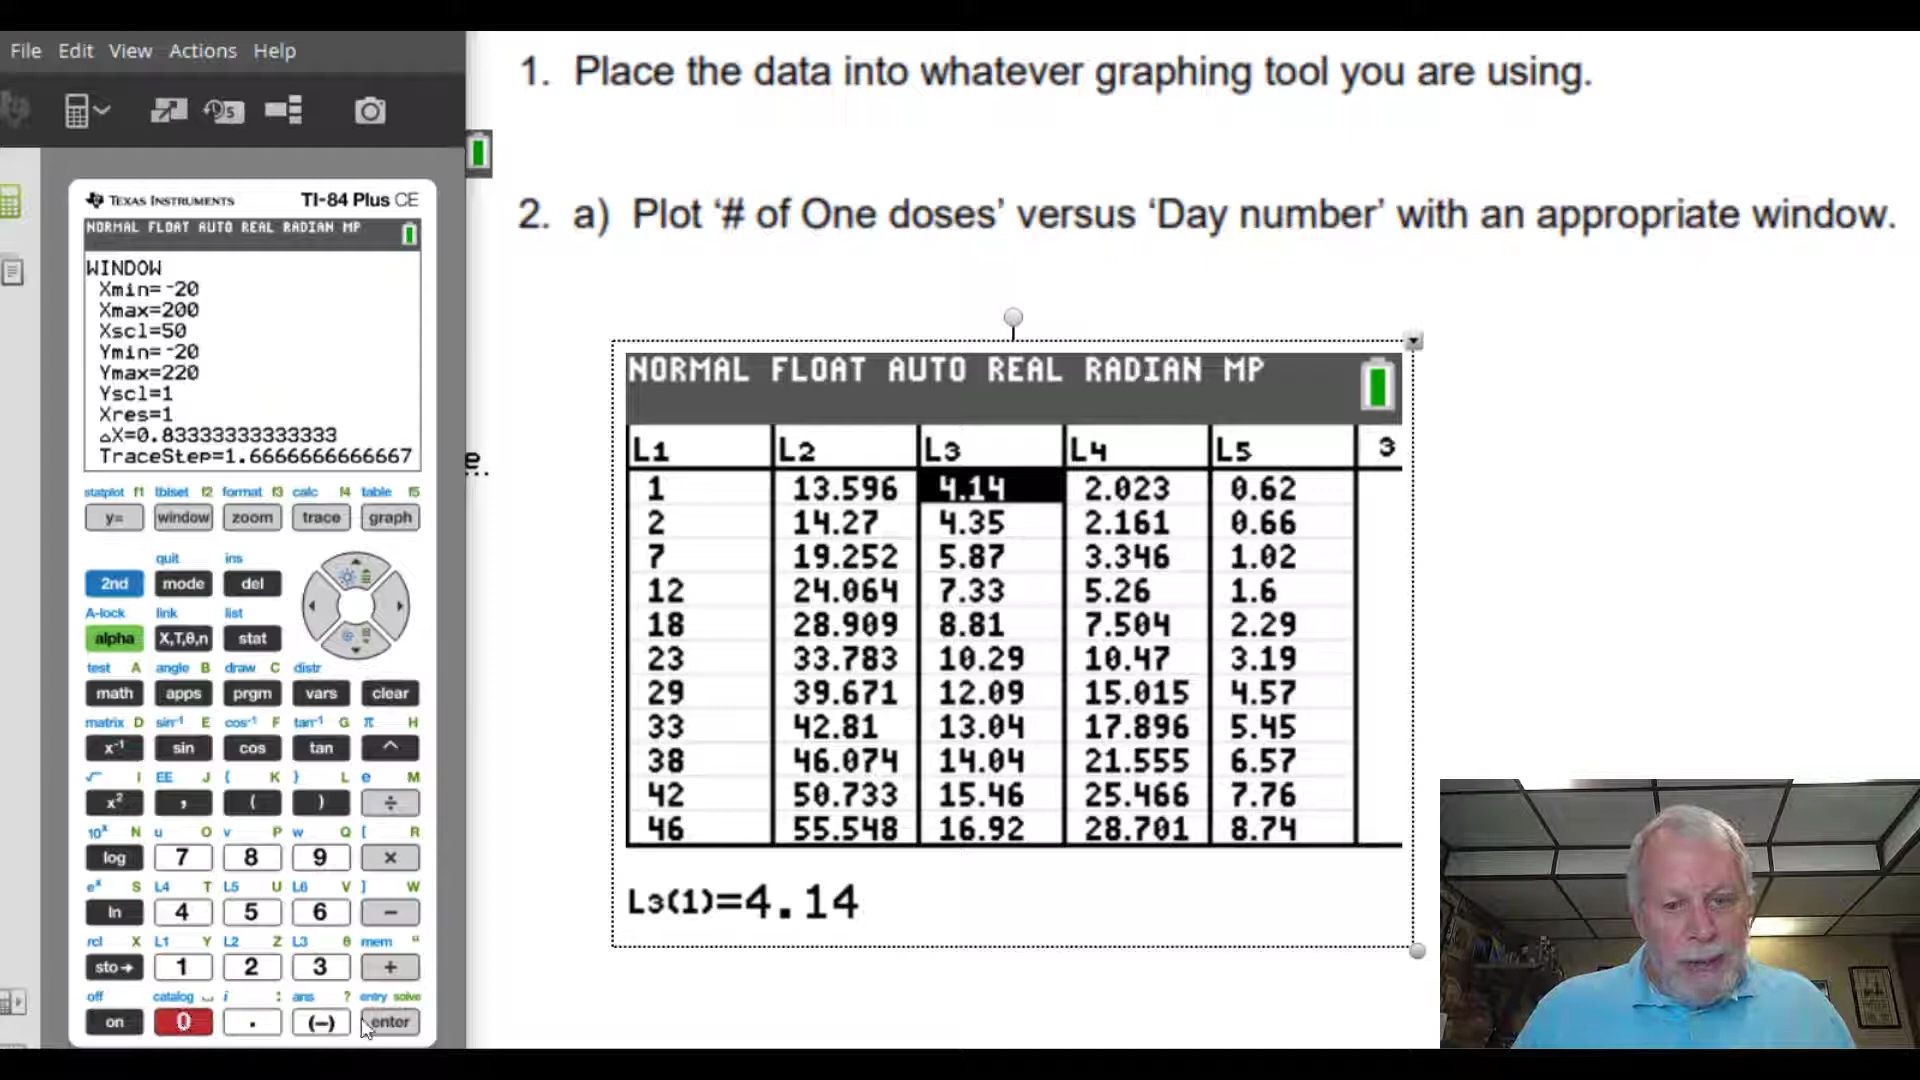 File Edit View Actions Help
1. Place the data into whatever graphing tool you are using.
2. a) Plot ‘# of One doses’ versus ‘Day number’ with an appropriate window.
e.
TEXAS INSTRUMENTS TI-84 Plus CE
NORMAL FLOAT AUTO REAL RADIAN MP
WINDOW
Xmin=-20
Xmax=200
Xscl=50
Ymin=-20
Ymax=220
Yscl=1
Xres=1
△X=0.83333333333333
TraceStep=1.6666666666667
statplot f1 tblset f2 format f3 calc f4 table f5
y= window zoom trace graph
quit ins
2nd mode del
A-lock link list
alpha X,T,θ,n stat
test A angle B draw C distr
math apps prgm vars clear
matrix D sin⁻¹ E cos⁻¹ F tan⁻¹ G π H
x⁻¹ sin cos tan ^
√ I EE J { K } L e M
x² , ( ) ÷
10ˣ N u O v P w Q [ R
log 7 8 9 ×
eˣ S L4 T L5 U L6 V ] W
ln 4 5 6 −
rcl X L1 Y L2 Z L3 θ mem "
sto→ 1 2 3 +
off catalog ⎵ i : ans ? entry solve
on 0 . (−) enter
NORMAL FLOAT AUTO REAL RADIAN MP
L1 L2 L3 L4 L5 3
1 13.596 4.14 2.023 0.62
2 14.27 4.35 2.161 0.66
7 19.252 5.87 3.346 1.02
12 24.064 7.33 5.26 1.6
18 28.909 8.81 7.504 2.29
23 33.783 10.29 10.47 3.19
29 39.671 12.09 15.015 4.57
33 42.81 13.04 17.896 5.45
38 46.074 14.04 21.555 6.57
42 50.733 15.46 25.466 7.76
46 55.548 16.92 28.701 8.74
L3(1)=4.14